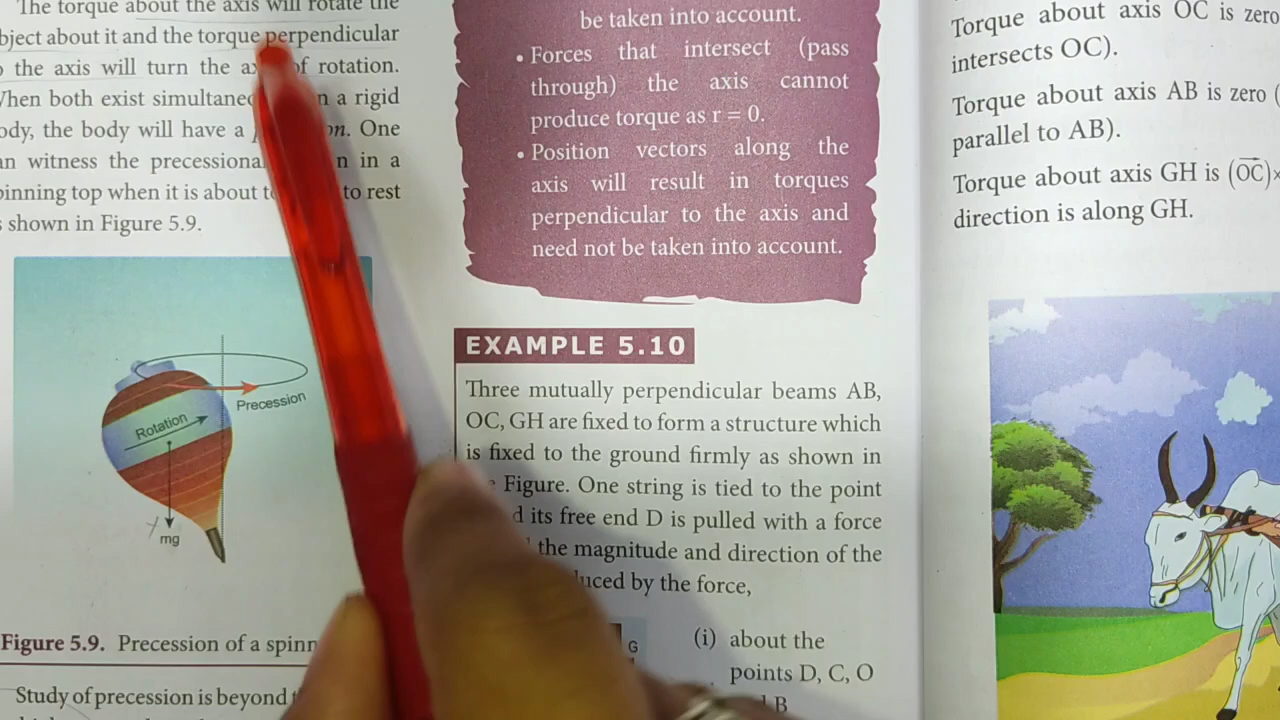 The torque about the axis will rotate the
bject about it and the torque perpendicular
the axis will turn the of rotation.
When both exist simultane n a rigid
ody, the body will have a on. One
an witness the precessional n in a
pinning top when it is about to to rest
s shown in Figure 5.9.
Rotation
Precession
mg
Figure 5.9. Precession of a spinn
Study of precession is beyond
be taken into account.
• Forces that intersect (pass
through) the axis cannot
produce torque as r = 0.
• Position vectors along the
axis will result in torques
perpendicular to the axis and
need not be taken into account.
EXAMPLE 5.10
Three mutually perpendicular beams AB,
OC, GH are fixed to form a structure which
is fixed to the ground firmly as shown in
Figure. One string is tied to the point
d its free end D is pulled with a force
the magnitude and direction of the
uced by the force,
G
(i) about the
points D, C, O
B
Torque about axis OC is zero
intersects OC).
Torque about axis AB is zero (
parallel to AB).
Torque about axis GH is (OC)×
direction is along GH.